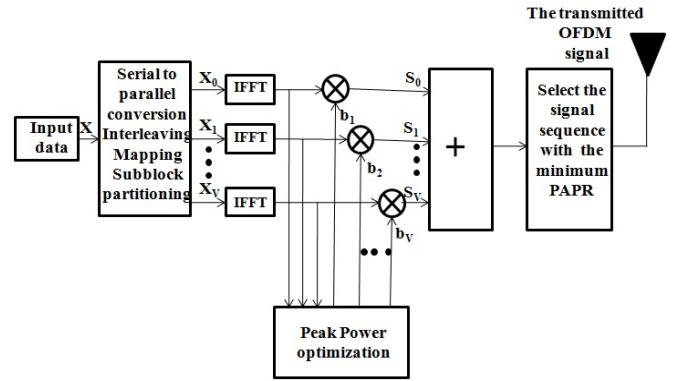 The transmitted
OFDM
signal
Serial to
parallel
conversion
Interleaving
Mapping
Subblock
partitioning
Input
data
X
X0
X1
XV
IFFT
IFFT
IFFT
b1
b2
bV
S0
S1
SV
+
Select the
signal
sequence
with the
minimum
PAPR
Peak Power
optimization